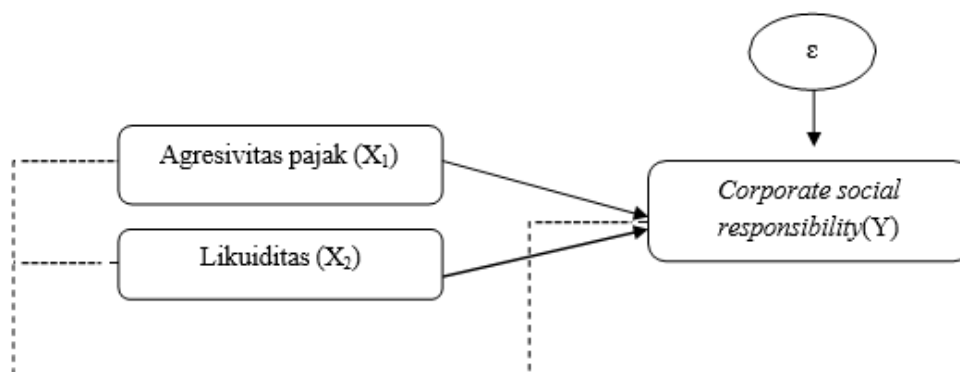 ε
Agresivitas pajak (X₁)
Corporate social
responsibility(Y)
Likuiditas (X₂)